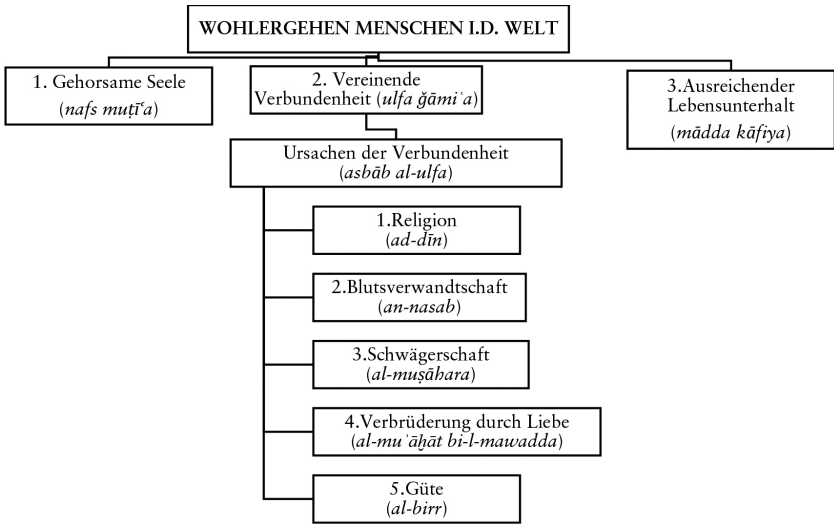 WOHLERGEHEN MENSCHEN I.D. WELT
1. Gehorsame Seele
(nafs muṭīʿa)
2. Vereinende
Verbundenheit (ulfa ǧāmiʿa)
3.Ausreichender
Lebensunterhalt
(mādda kāfiya)
Ursachen der Verbundenheit
(asbāb al-ulfa)
1.Religion
(ad-dīn)
2.Blutsverwandtschaft
(an-nasab)
3.Schwägerschaft
(al-muṣāhara)
4.Verbrüderung durch Liebe
(al-muʾāḫāt bi-l-mawadda)
5.Güte
(al-birr)